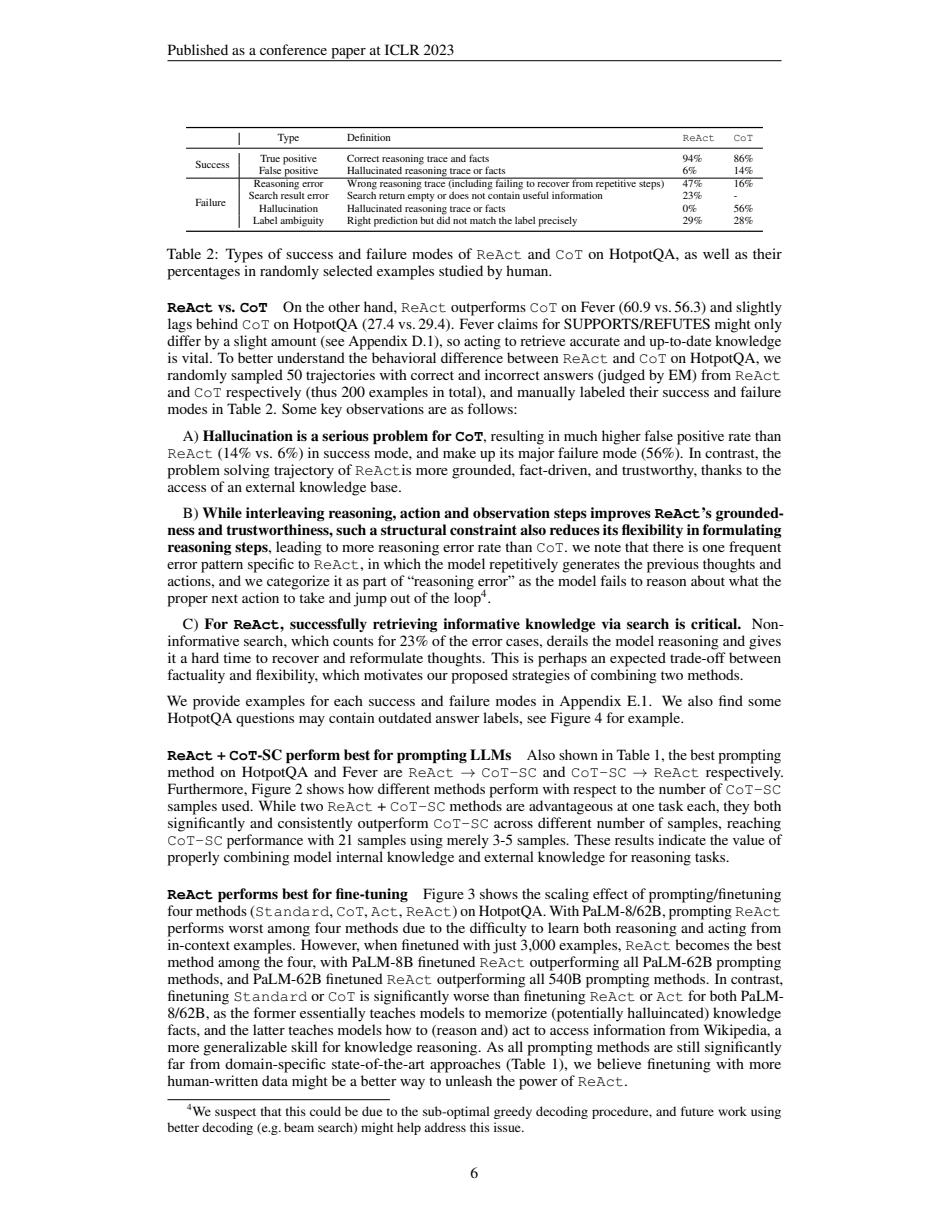 Published as a conference paper at ICLR 2023
Type Definition ReAct CoT
Success True positive Correct reasoning trace and facts 94% 86%
False positive Hallucinated reasoning trace or facts 6% 14%
Failure Reasoning error Wrong reasoning trace (including failing to recover from repetitive steps) 47% 16%
Search result error Search return empty or does not contain useful information 23% -
Hallucination Hallucinated reasoning trace or facts 0% 56%
Label ambiguity Right prediction but did not match the label precisely 29% 28%
Table 2: Types of success and failure modes of ReAct and CoT on HotpotQA, as well as their
percentages in randomly selected examples studied by human.
ReAct vs. CoT On the other hand, ReAct outperforms CoT on Fever (60.9 vs. 56.3) and slightly
lags behind CoT on HotpotQA (27.4 vs. 29.4). Fever claims for SUPPORTS/REFUTES might only
differ by a slight amount (see Appendix D.1), so acting to retrieve accurate and up-to-date knowledge
is vital. To better understand the behavioral difference between ReAct and CoT on HotpotQA, we
randomly sampled 50 trajectories with correct and incorrect answers (judged by EM) from ReAct
and CoT respectively (thus 200 examples in total), and manually labeled their success and failure
modes in Table 2. Some key observations are as follows:
A) Hallucination is a serious problem for CoT, resulting in much higher false positive rate than
ReAct (14% vs. 6%) in success mode, and make up its major failure mode (56%). In contrast, the
problem solving trajectory of ReActis more grounded, fact-driven, and trustworthy, thanks to the
access of an external knowledge base.
B) While interleaving reasoning, action and observation steps improves ReAct's grounded-
ness and trustworthiness, such a structural constraint also reduces its flexibility in formulating
reasoning steps, leading to more reasoning error rate than CoT. we note that there is one frequent
error pattern specific to ReAct, in which the model repetitively generates the previous thoughts and
actions, and we categorize it as part of “reasoning error” as the model fails to reason about what the
proper next action to take and jump out of the loop4.
C) For ReAct, successfully retrieving informative knowledge via search is critical. Non-
informative search, which counts for 23% of the error cases, derails the model reasoning and gives
it a hard time to recover and reformulate thoughts. This is perhaps an expected trade-off between
factuality and flexibility, which motivates our proposed strategies of combining two methods.
We provide examples for each success and failure modes in Appendix E.1. We also find some
HotpotQA questions may contain outdated answer labels, see Figure 4 for example.
ReAct + CoT-SC perform best for prompting LLMs Also shown in Table 1, the best prompting
method on HotpotQA and Fever are ReAct → CoT-SC and CoT-SC → ReAct respectively.
Furthermore, Figure 2 shows how different methods perform with respect to the number of CoT-SC
samples used. While two ReAct + CoT-SC methods are advantageous at one task each, they both
significantly and consistently outperform CoT-SC across different number of samples, reaching
CoT-SC performance with 21 samples using merely 3-5 samples. These results indicate the value of
properly combining model internal knowledge and external knowledge for reasoning tasks.
ReAct performs best for fine-tuning Figure 3 shows the scaling effect of prompting/finetuning
four methods (Standard, CoT, Act, ReAct) on HotpotQA. With PaLM-8/62B, prompting ReAct
performs worst among four methods due to the difficulty to learn both reasoning and acting from
in-context examples. However, when finetuned with just 3,000 examples, ReAct becomes the best
method among the four, with PaLM-8B finetuned ReAct outperforming all PaLM-62B prompting
methods, and PaLM-62B finetuned ReAct outperforming all 540B prompting methods. In contrast,
finetuning Standard or CoT is significantly worse than finetuning ReAct or Act for both PaLM-
8/62B, as the former essentially teaches models to memorize (potentially halluincated) knowledge
facts, and the latter teaches models how to (reason and) act to access information from Wikipedia, a
more generalizable skill for knowledge reasoning. As all prompting methods are still significantly
far from domain-specific state-of-the-art approaches (Table 1), we believe finetuning with more
human-written data might be a better way to unleash the power of ReAct.
4We suspect that this could be due to the sub-optimal greedy decoding procedure, and future work using
better decoding (e.g. beam search) might help address this issue.
6